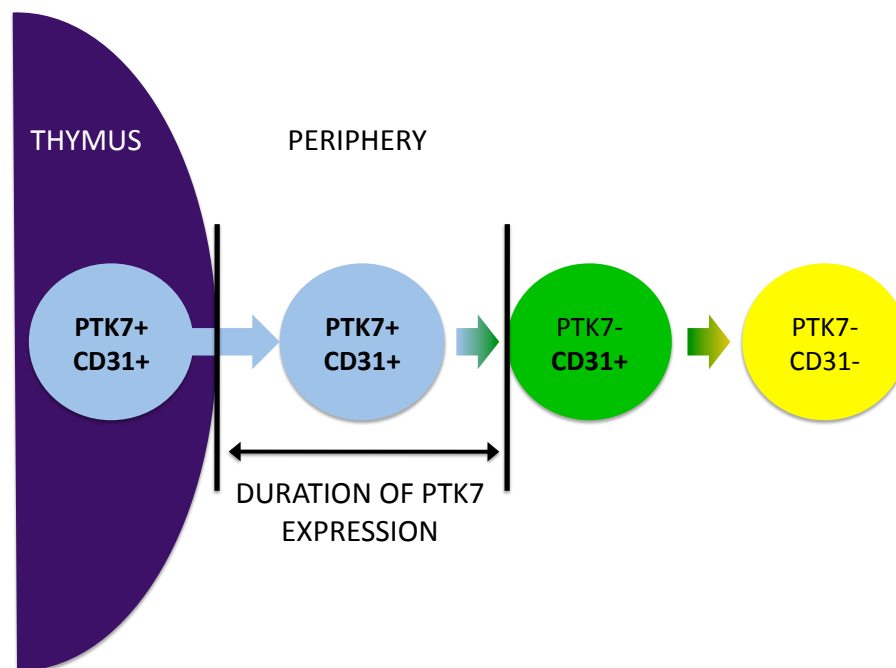 THYMUS
PERIPHERY
PTK7+
CD31+
PTK7+
CD31+
PTK7-
CD31+
PTK7-
CD31-
DURATION OF PTK7
EXPRESSION